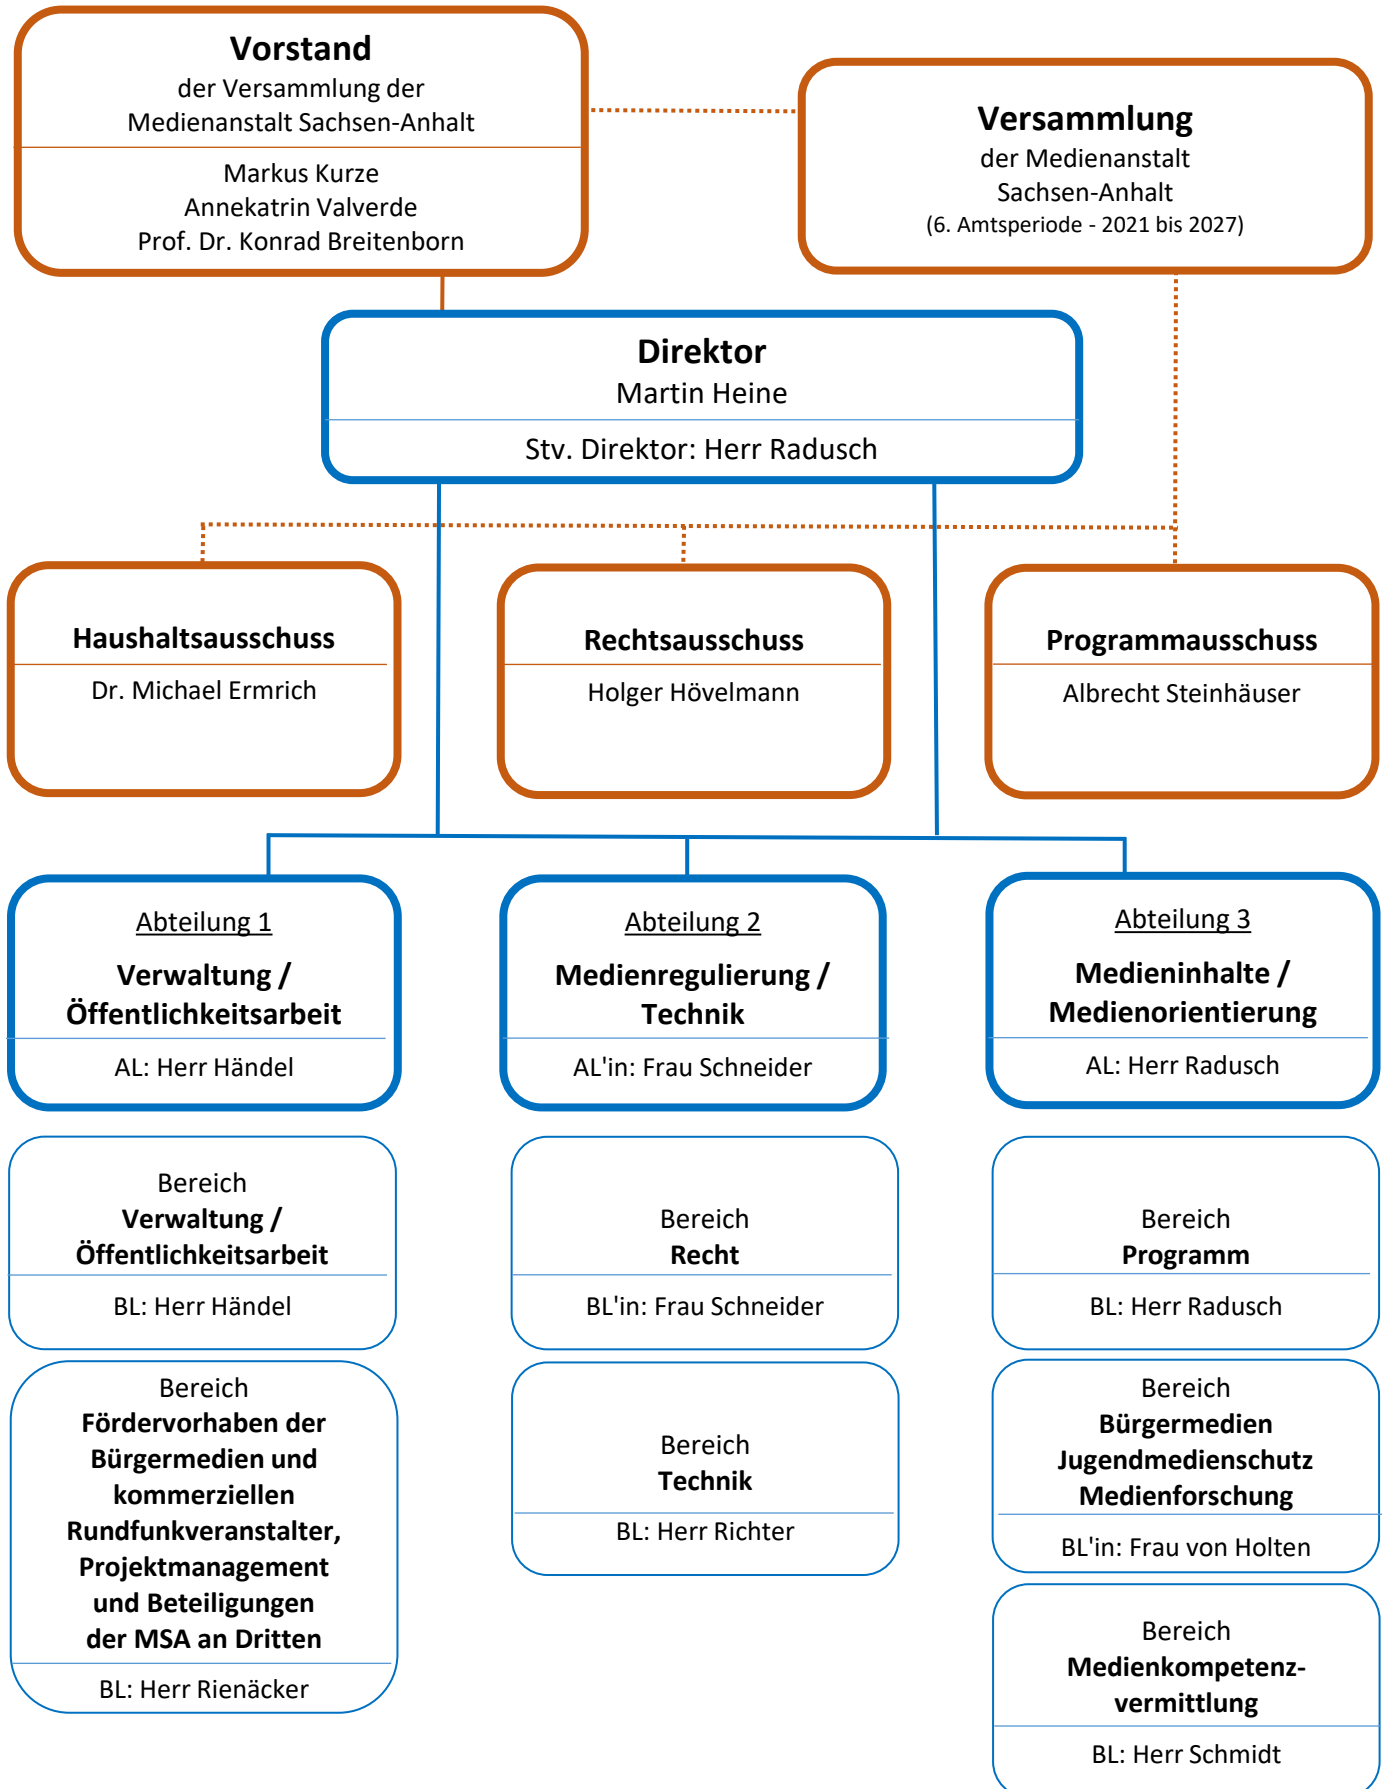 Vorstand
der Versammlung der
Medienanstalt Sachsen-Anhalt
Markus Kurze
Annekatrin Valverde
Prof. Dr. Konrad Breitenborn
Versammlung
der Medienanstalt
Sachsen-Anhalt
(6. Amtsperiode - 2021 bis 2027)
Direktor
Martin Heine
Stv. Direktor: Herr Radusch
Haushaltsausschuss
Dr. Michael Ermrich
Rechtsausschuss
Holger Hövelmann
Programmausschuss
Albrecht Steinhäuser
Abteilung 1
Verwaltung /
Öffentlichkeitsarbeit
AL: Herr Händel
Abteilung 2
Medienregulierung /
Technik
AL'in: Frau Schneider
Abteilung 3
Medieninhalte /
Medienorientierung
AL: Herr Radusch
Bereich
Verwaltung /
Öffentlichkeitsarbeit
BL: Herr Händel
Bereich
Recht
BL'in: Frau Schneider
Bereich
Programm
BL: Herr Radusch
Bereich
Fördervorhaben der
Bürgermedien und
kommerziellen
Rundfunkveranstalter,
Projektmanagement
und Beteiligungen
der MSA an Dritten
BL: Herr Rienäcker
Bereich
Technik
BL: Herr Richter
Bereich
Bürgermedien
Jugendmedienschutz
Medienforschung
BL'in: Frau von Holten
Bereich
Medienkompetenz-
vermittlung
BL: Herr Schmidt